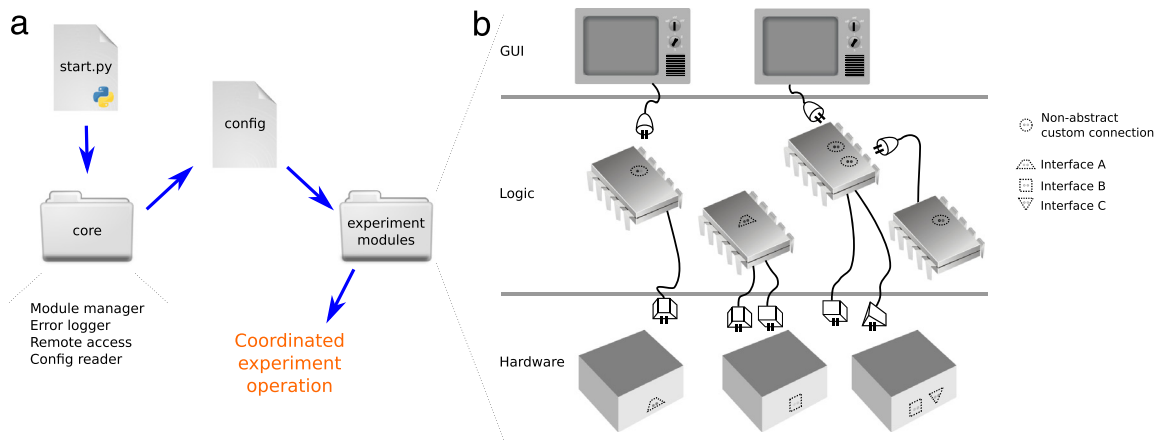 a
start.py
config
core
experiment
modules
Module manager
Error logger
Remote access
Config reader
Coordinated
experiment
operation
b
GUI
Logic
Hardware
Non-abstract
custom connection
Interface A
Interface B
Interface C